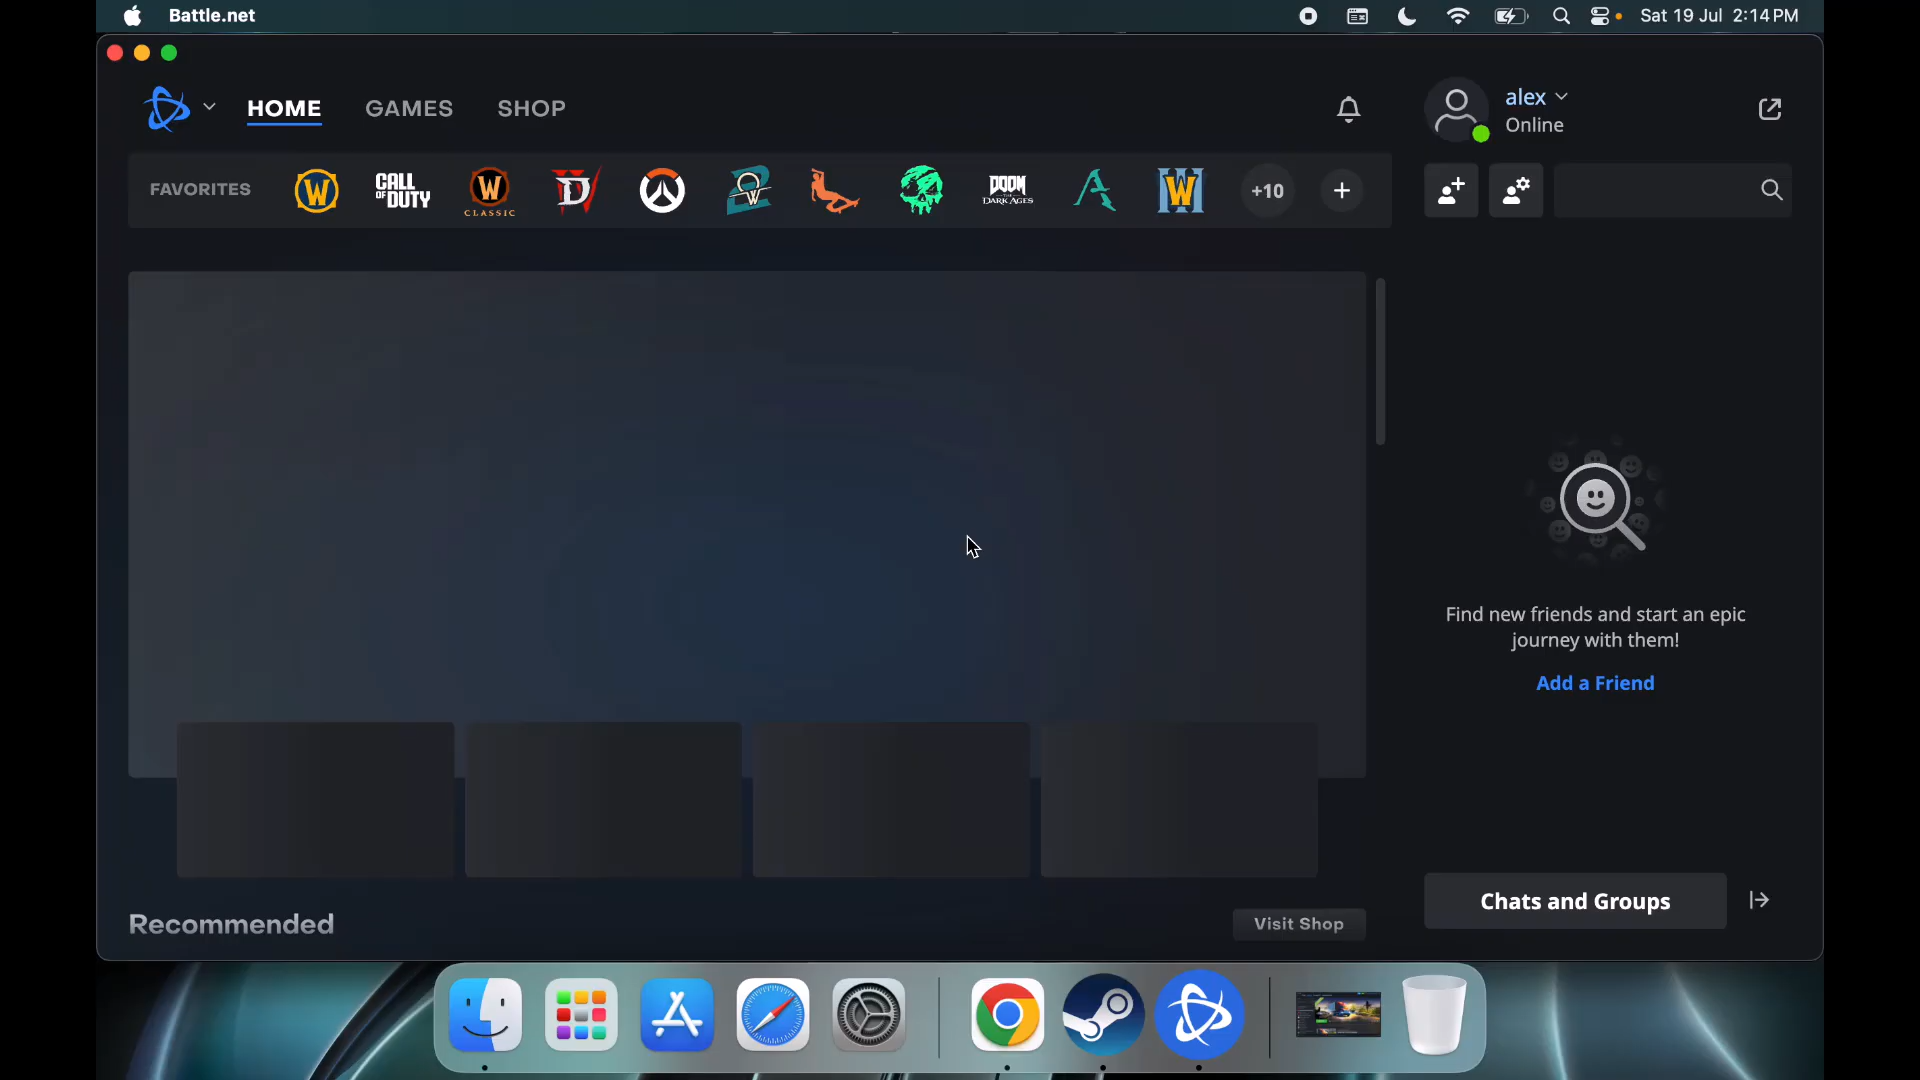 Battle.net
Sat 19 Jul 2:14 PM
HOME
GAMES
SHOP
alex
Online
FAVORITES
W
CALL
OF DUTY
W
CLASSIC
D
DOOM
THE
DARK AGES
W
+10
Find new friends and start an epic
journey with them!
Add a Friend
Recommended
Visit Shop
Chats and Groups